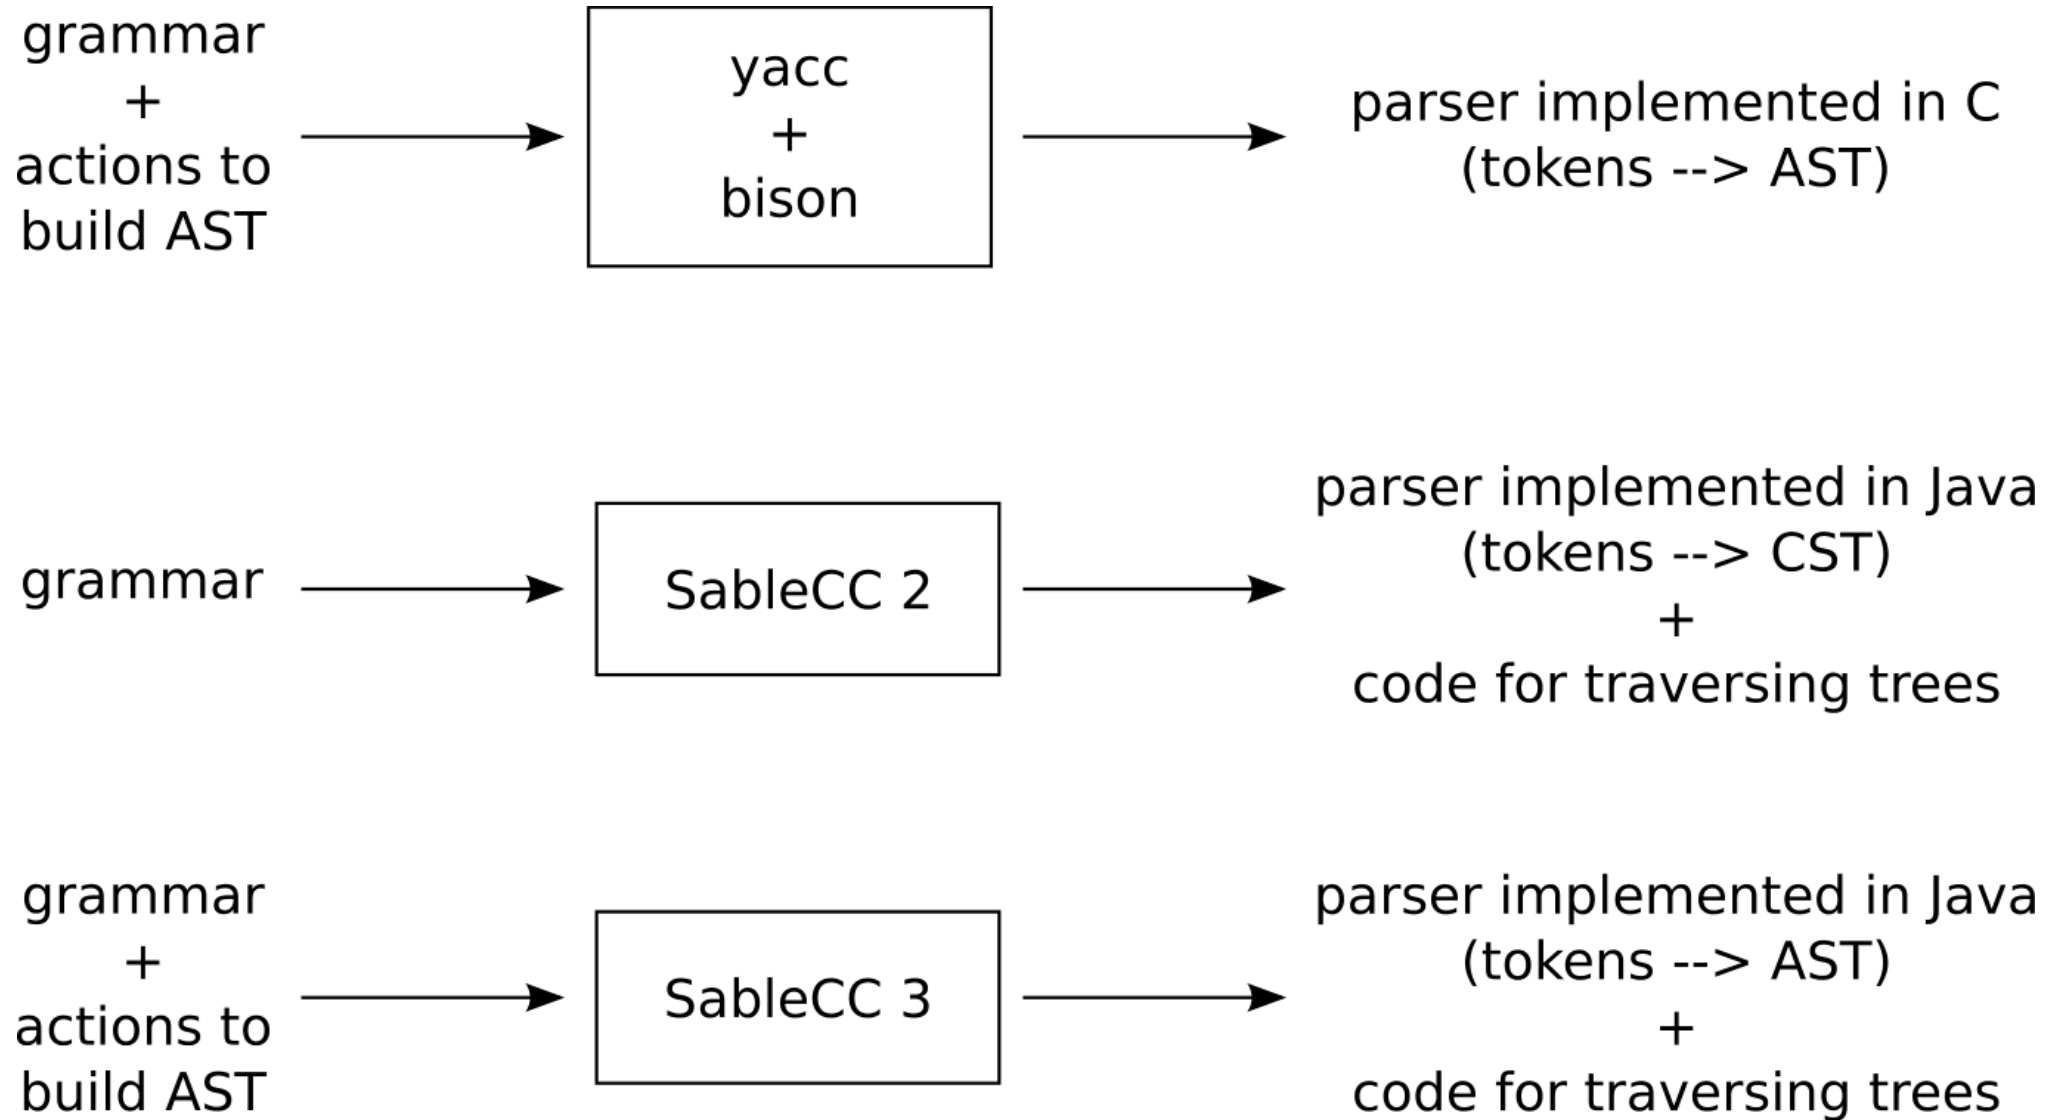 grammar
+
actions to
build AST
yacc
+
bison
parser implemented in C
(tokens --> AST)
grammar
SableCC 2
parser implemented in Java
(tokens --> CST)
+
code for traversing trees
grammar
+
actions to
build AST
SableCC 3
parser implemented in Java
(tokens --> AST)
+
code for traversing trees